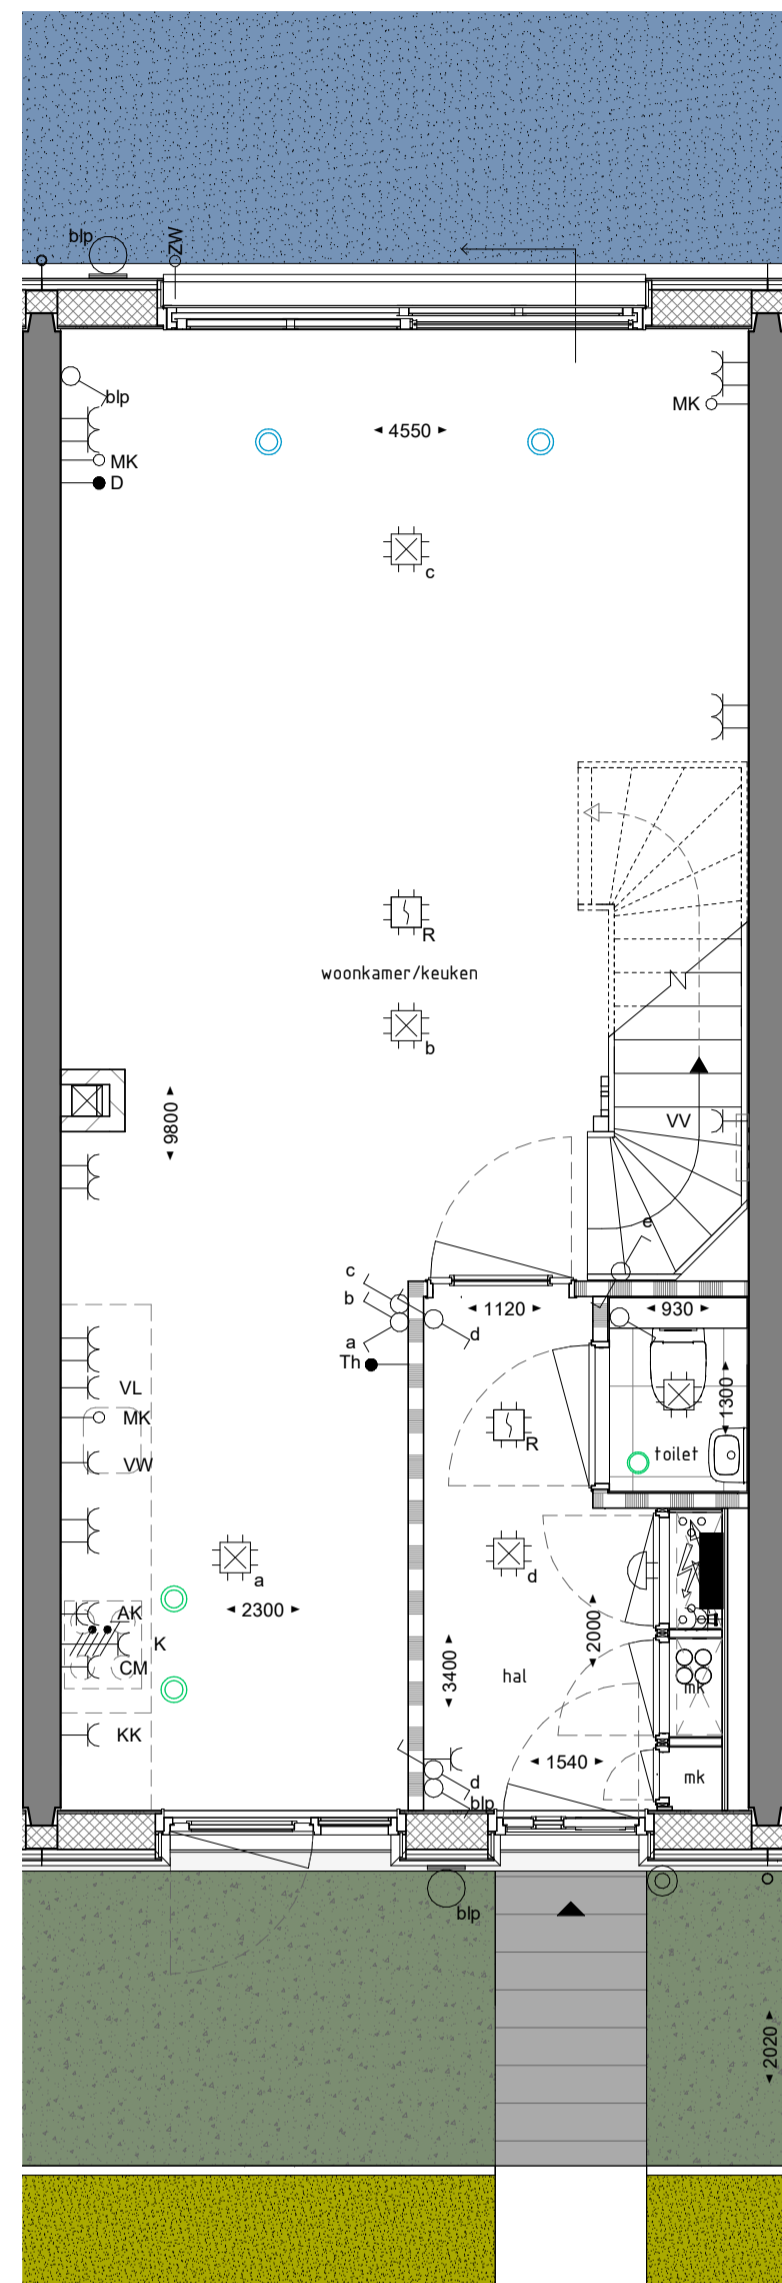 blp
ZW
blp
MK
4550
MK
D
c
R
woonkamer/keuken
b
9800
VV
e
c
b
a
d
Th
1120
930
1300
VL
MK
VW
R
toilet
a
d
2300
2000
AK
K
CM
KK
3400
hal
mk
1540
mk
d
blp
blp
2020